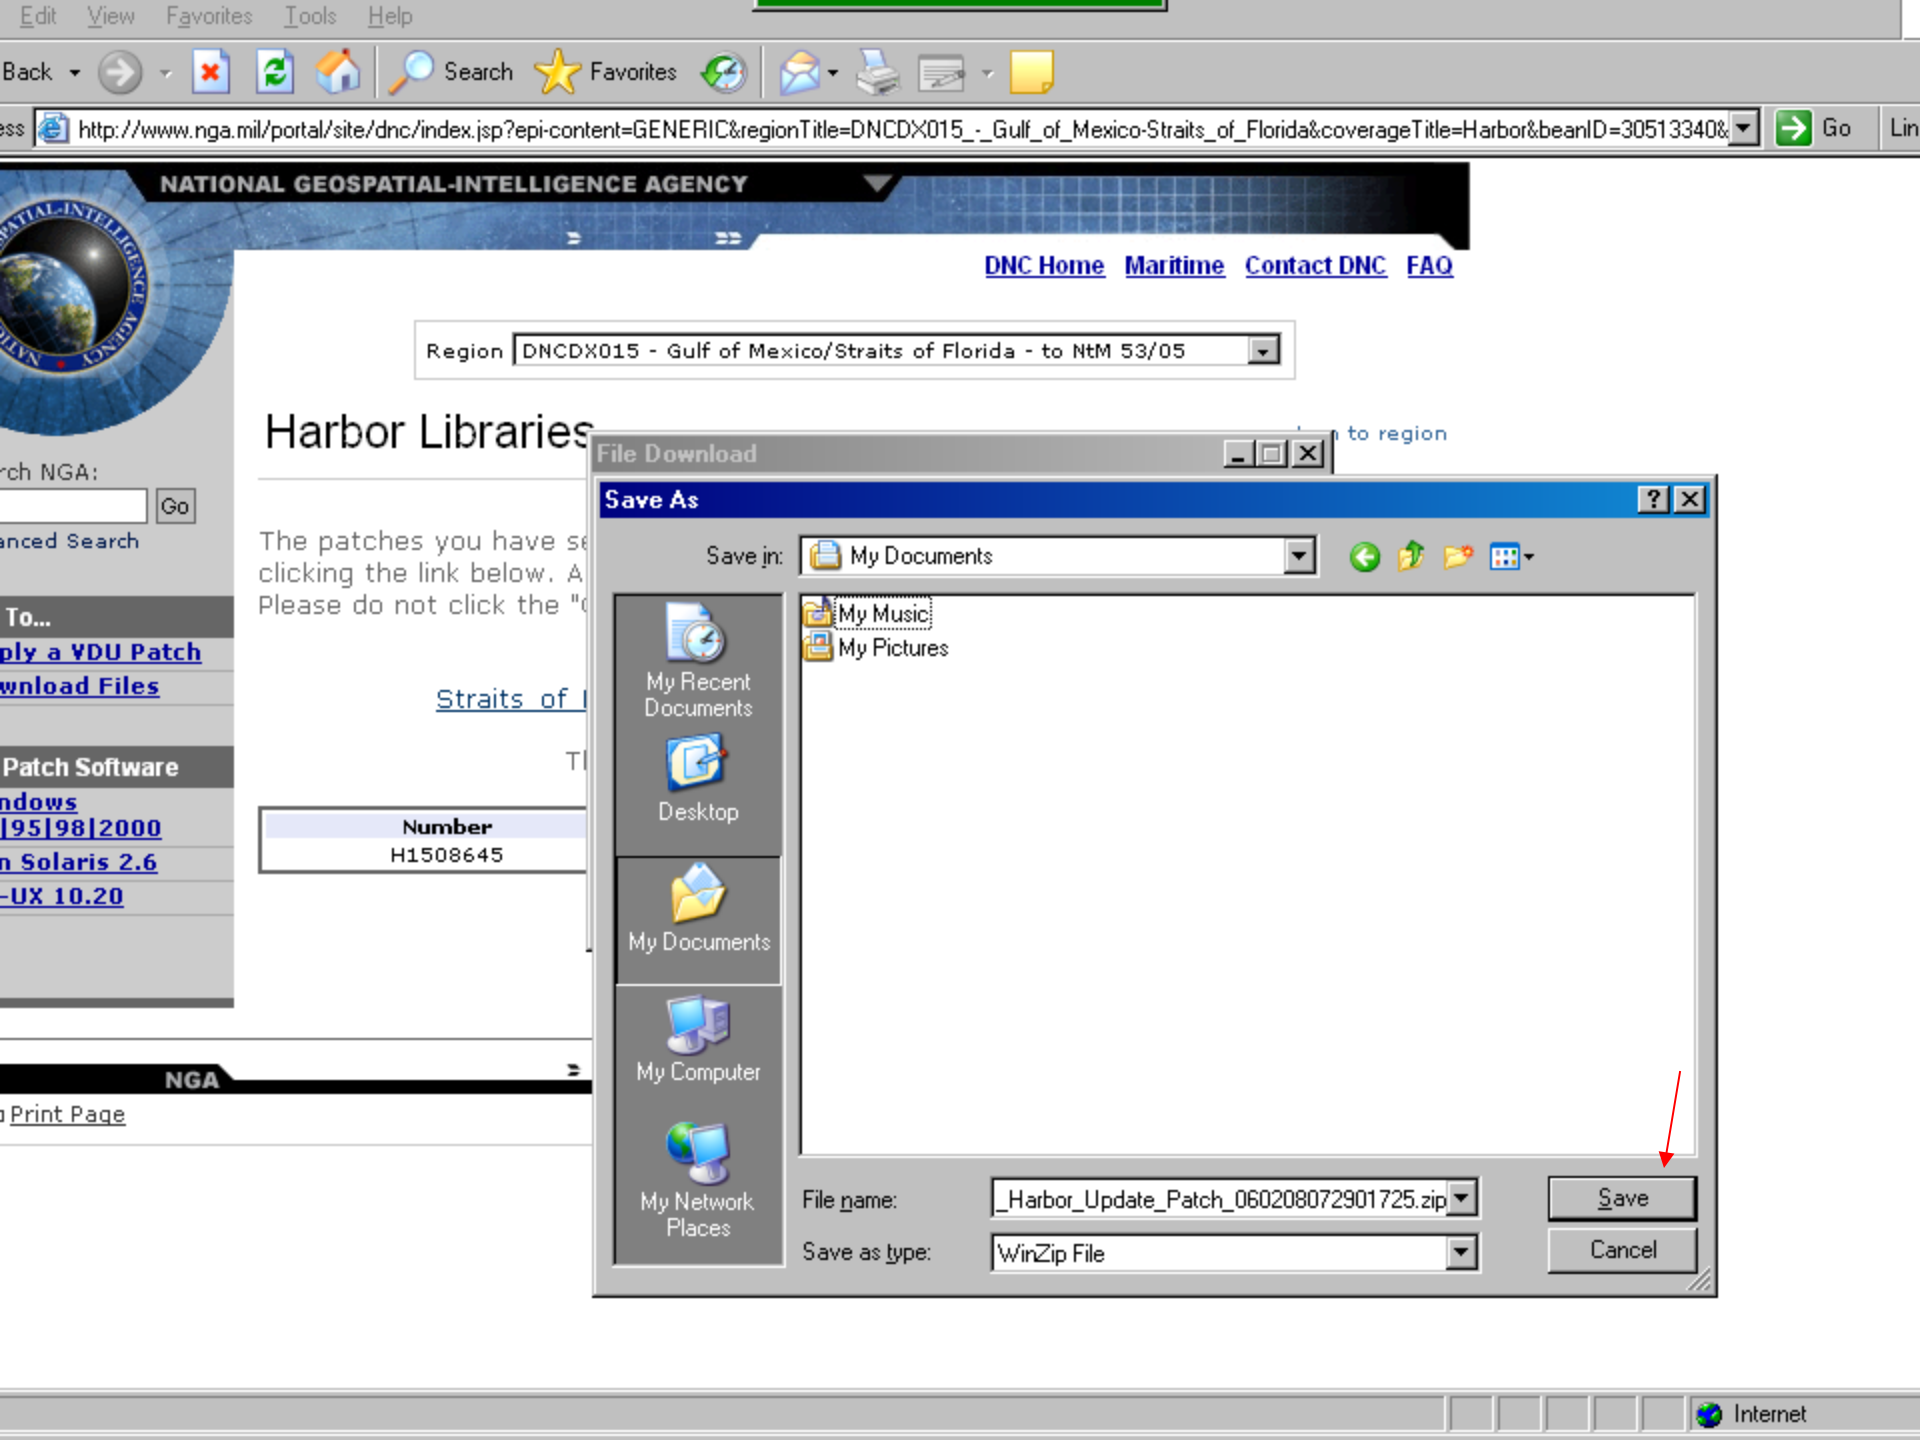 Edit View Favorites Tools Help
Back Search Favorites
ess http://www.nga.mil/portal/site/dnc/index.jsp?epi-content=GENERIC&regionTitle=DNCDX015_-_Gulf_of_Mexico-Straits_of_Florida&coverageTitle=Harbor&beanID=30513340& Go Lin
NATIONAL GEOSPATIAL-INTELLIGENCE AGENCY
DNC Home Maritime Contact DNC FAQ
Region DNCDX015 - Gulf of Mexico/Straits of Florida - to NtM 53/05
Harbor Libraries
to region
rch NGA:
Go
anced Search
The patches you have se
clicking the link below. A
Please do not click the "
To...
ply a VDU Patch
wnload Files
Straits_of_
Patch Software
ndows
|95|98|2000
n Solaris 2.6
-UX 10.20
Number
H1508645
NGA
Print Page
File Download
Save As
Save in: My Documents
My Recent
Documents
Desktop
My Documents
My Computer
My Network
Places
My Music
My Pictures
File name: _Harbor_Update_Patch_060208072901725.zip Save
Save as type: WinZip File Cancel
Internet